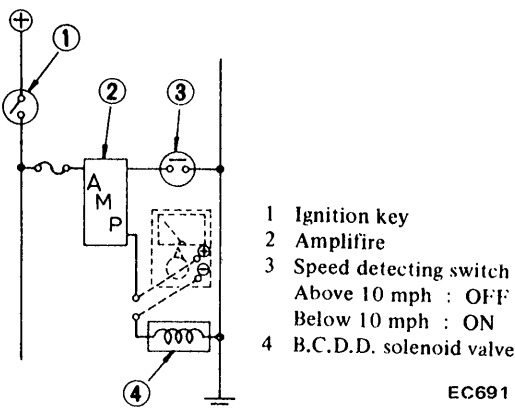 ⊕
1
2
3
AMP
⊕
⊖
4
1 Ignition key
2 Amplifire
3 Speed detecting switch
Above 10 mph : OFF
Below 10 mph : ON
4 B.C.D.D. solenoid valve
EC691